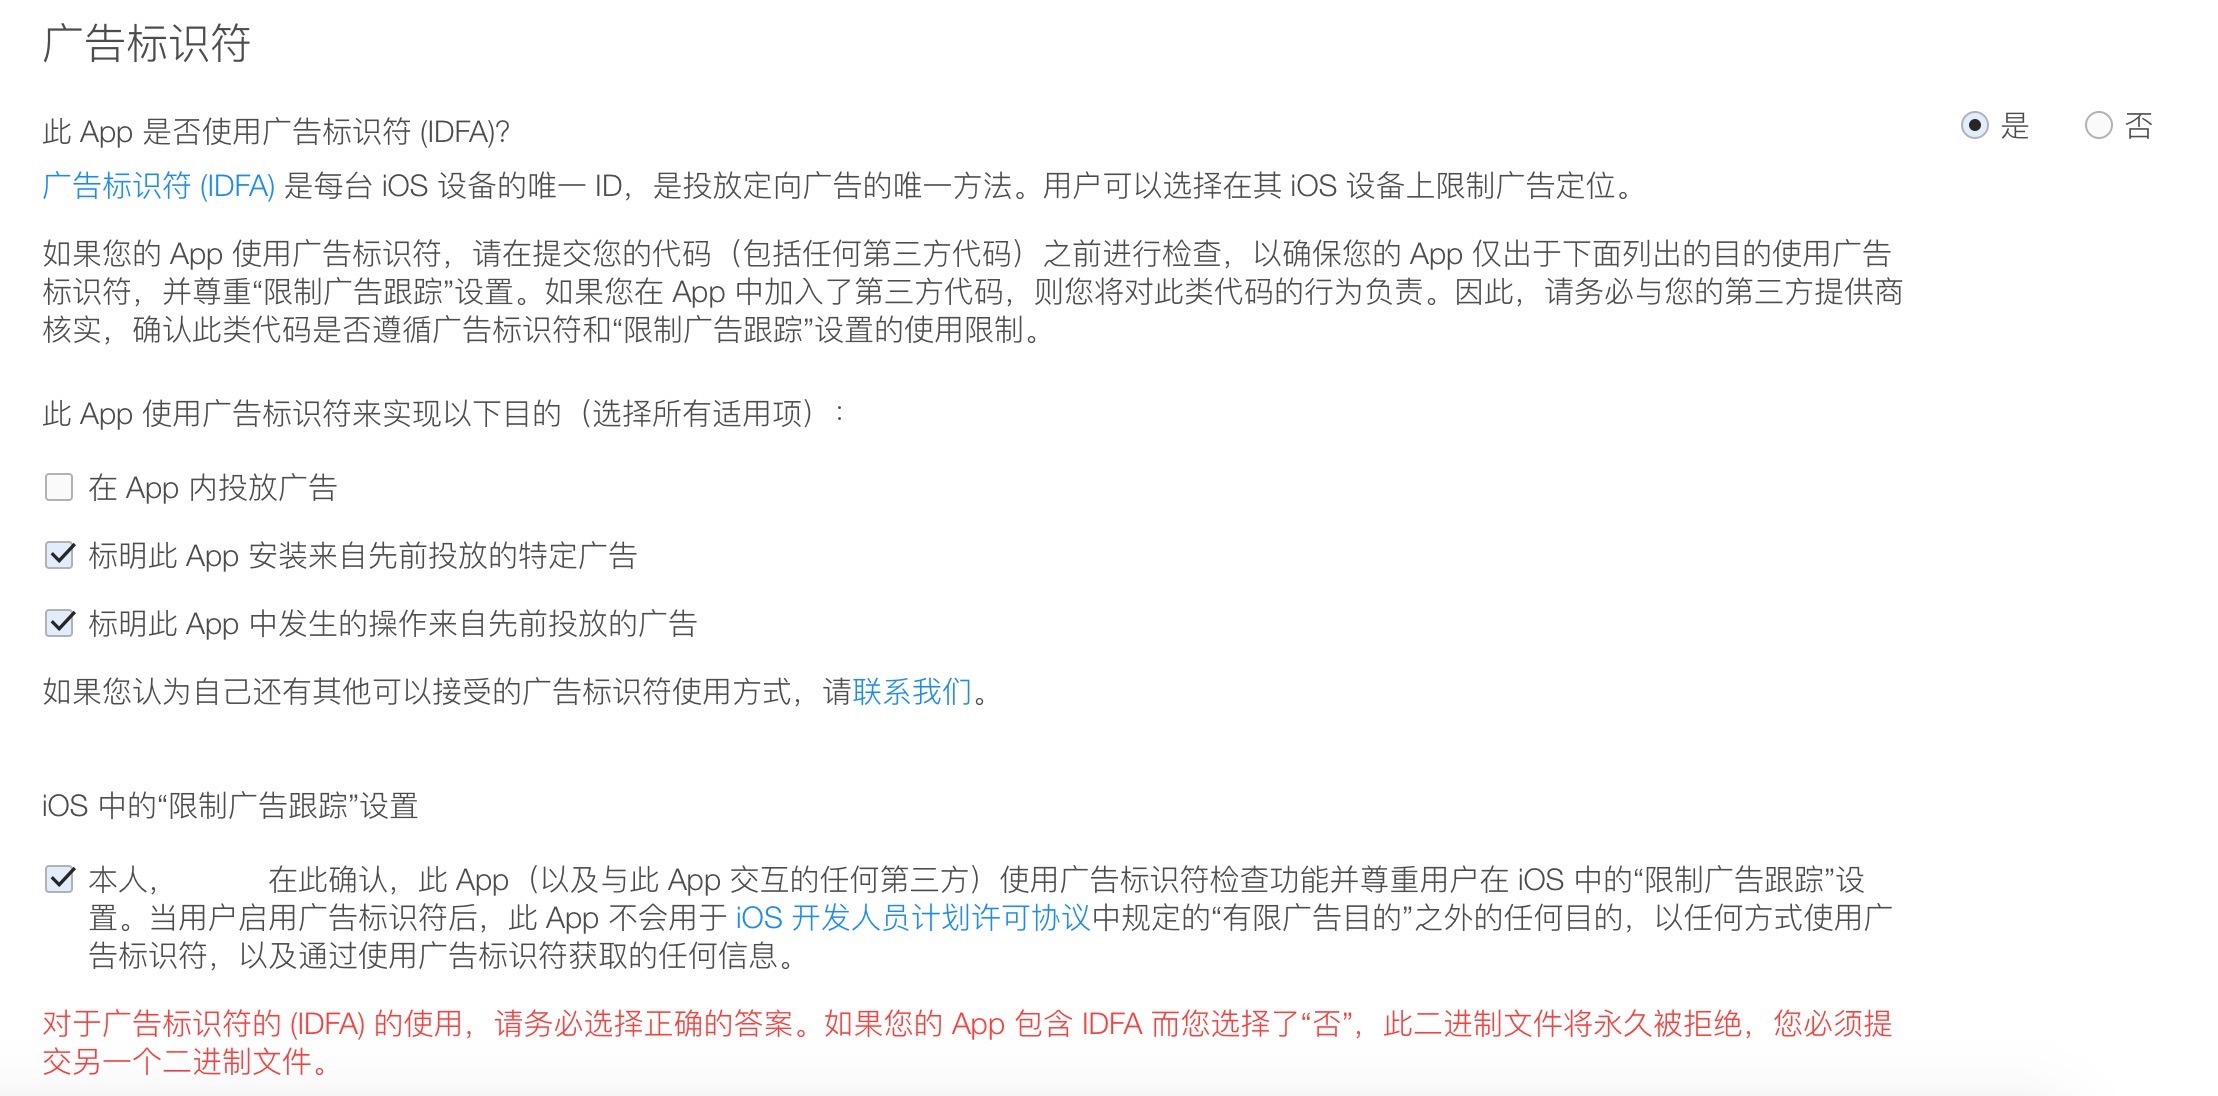 广告标识符
此 App 是否使用广告标识符 (IDFA)?
是 否
广告标识符 (IDFA) 是每台 iOS 设备的唯一 ID，是投放定向广告的唯一方法。用户可以选择在其 iOS 设备上限制广告定位。
如果您的 App 使用广告标识符，请在提交您的代码（包括任何第三方代码）之前进行检查，以确保您的 App 仅出于下面列出的目的使用广告
标识符，并尊重“限制广告跟踪”设置。如果您在 App 中加入了第三方代码，则您将对此类代码的行为负责。因此，请务必与您的第三方提供商
核实，确认此类代码是否遵循广告标识符和“限制广告跟踪”设置的使用限制。
此 App 使用广告标识符来实现以下目的（选择所有适用项）：
在 App 内投放广告
标明此 App 安装来自先前投放的特定广告
标明此 App 中发生的操作来自先前投放的广告
如果您认为自己还有其他可以接受的广告标识符使用方式，请联系我们。
iOS 中的“限制广告跟踪”设置
本人， 在此确认，此 App（以及与此 App 交互的任何第三方）使用广告标识符检查功能并尊重用户在 iOS 中的“限制广告跟踪”设
置。当用户启用广告标识符后，此 App 不会用于 iOS 开发人员计划许可协议中规定的“有限广告目的”之外的任何目的，以任何方式使用广
告标识符，以及通过使用广告标识符获取的任何信息。
对于广告标识符的 (IDFA) 的使用，请务必选择正确的答案。如果您的 App 包含 IDFA 而您选择了“否”，此二进制文件将永久被拒绝，您必须提
交另一个二进制文件。